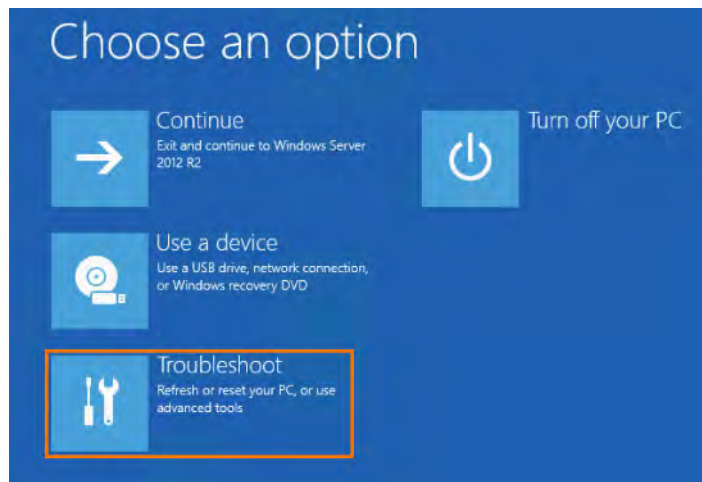 Choose an option
Continue
Exit and continue to Windows Server
2012 R2
Turn off your PC
Use a device
Use a USB drive, network connection,
or Windows recovery DVD
Troubleshoot
Refresh or reset your PC, or use
advanced tools